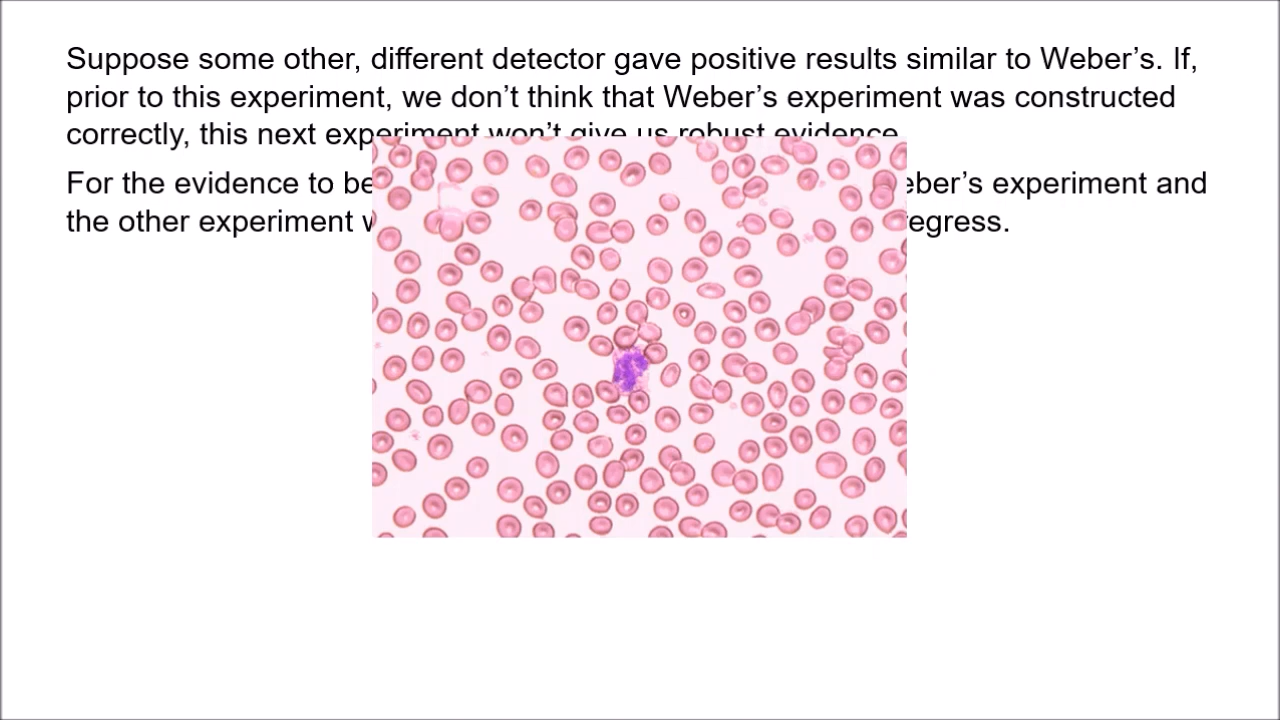 Suppose some other, different detector gave positive results similar to Weber’s. If,
prior to this experiment, we don’t think that Weber’s experiment was constructed
correctly, this next experiment won’t give us robust evidence
For the evidence to be eber’s experiment and
the other experiment egress.